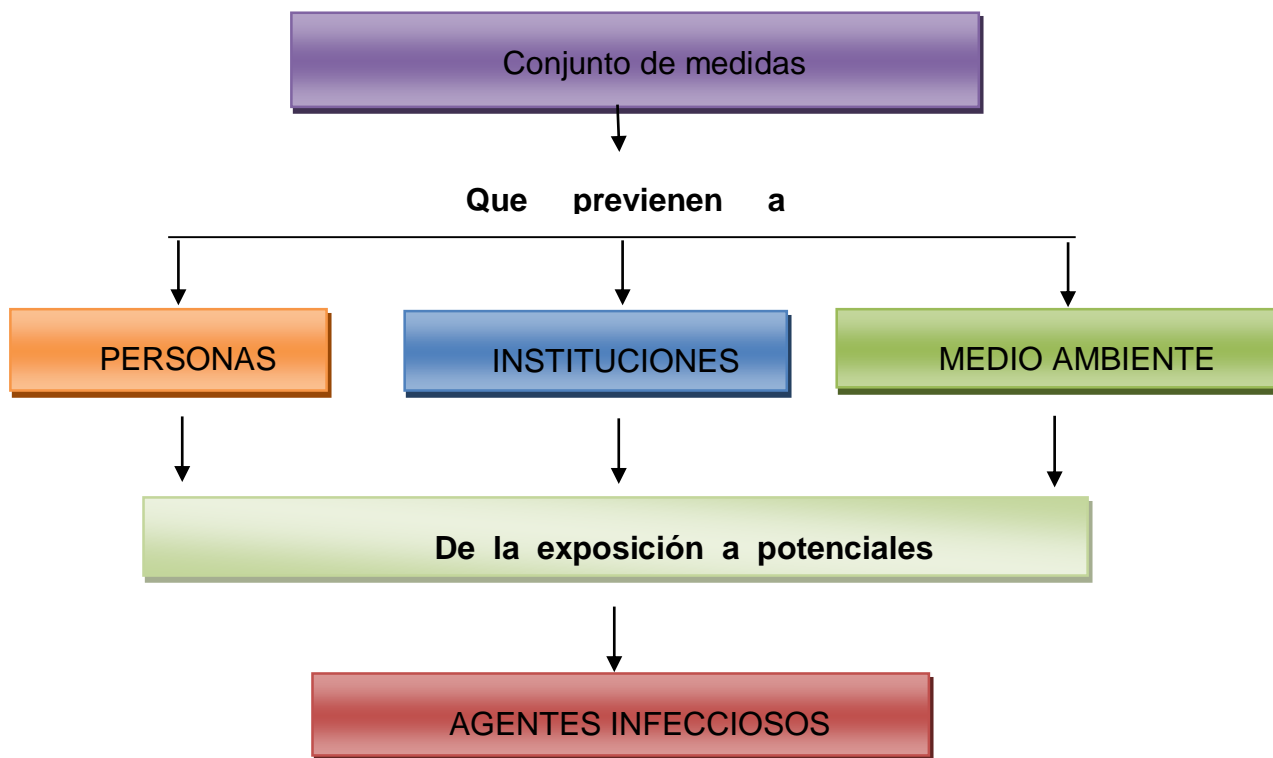 Conjunto de medidas
Que previenen a
PERSONAS
INSTITUCIONES
MEDIO AMBIENTE
De la exposición a potenciales
AGENTES INFECCIOSOS